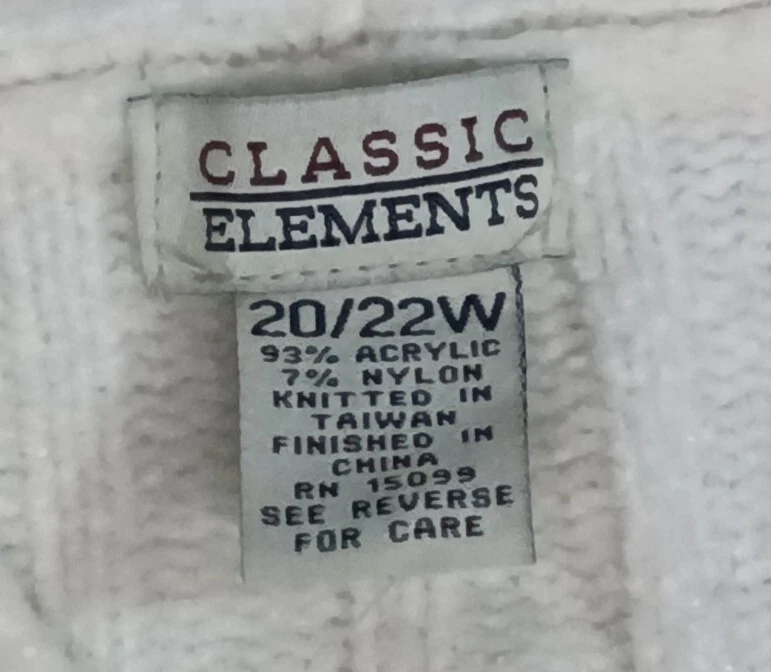 CLASSIC
ELEMENTS
20/22W
93% ACRYLIC
7% NYLON
KNITTED IN
TAIWAN
FINISHED IN
CHINA
RN 15099
SEE REVERSE
FOR CARE